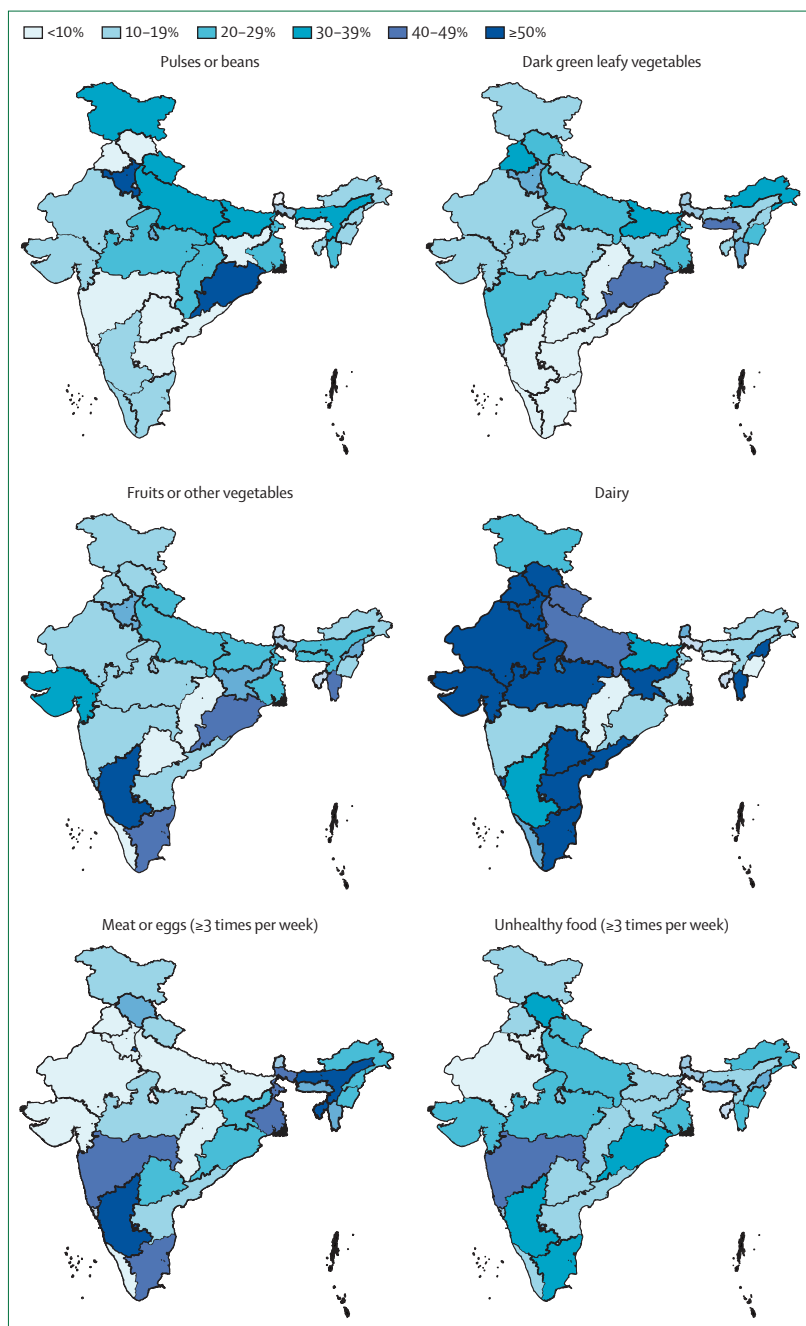 <10% 10–19% 20–29% 30–39% 40–49% ≥50%
Pulses or beans
Dark green leafy vegetables
Fruits or other vegetables
Dairy
Meat or eggs (≥3 times per week)
Unhealthy food (≥3 times per week)